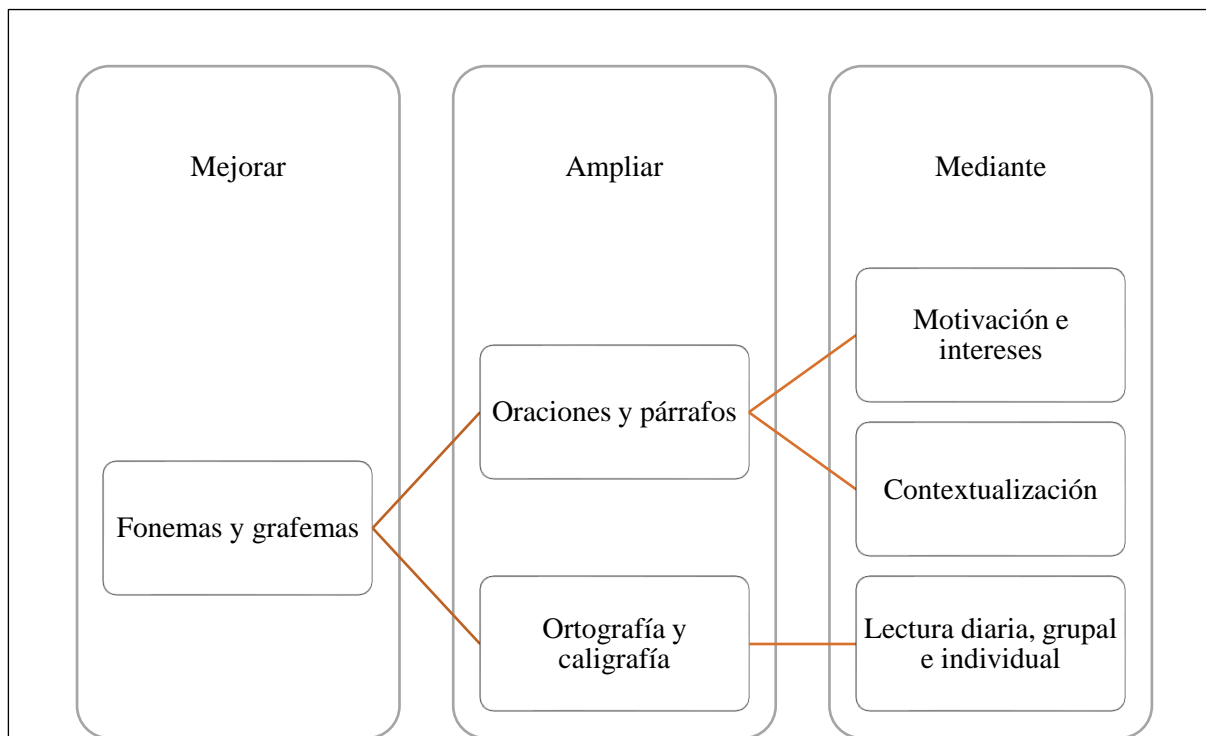 Mejorar
Ampliar
Mediante
Fonemas y grafemas
Oraciones y párrafos
Ortografía y
caligrafía
Motivación e
intereses
Contextualización
Lectura diaria, grupal
e individual